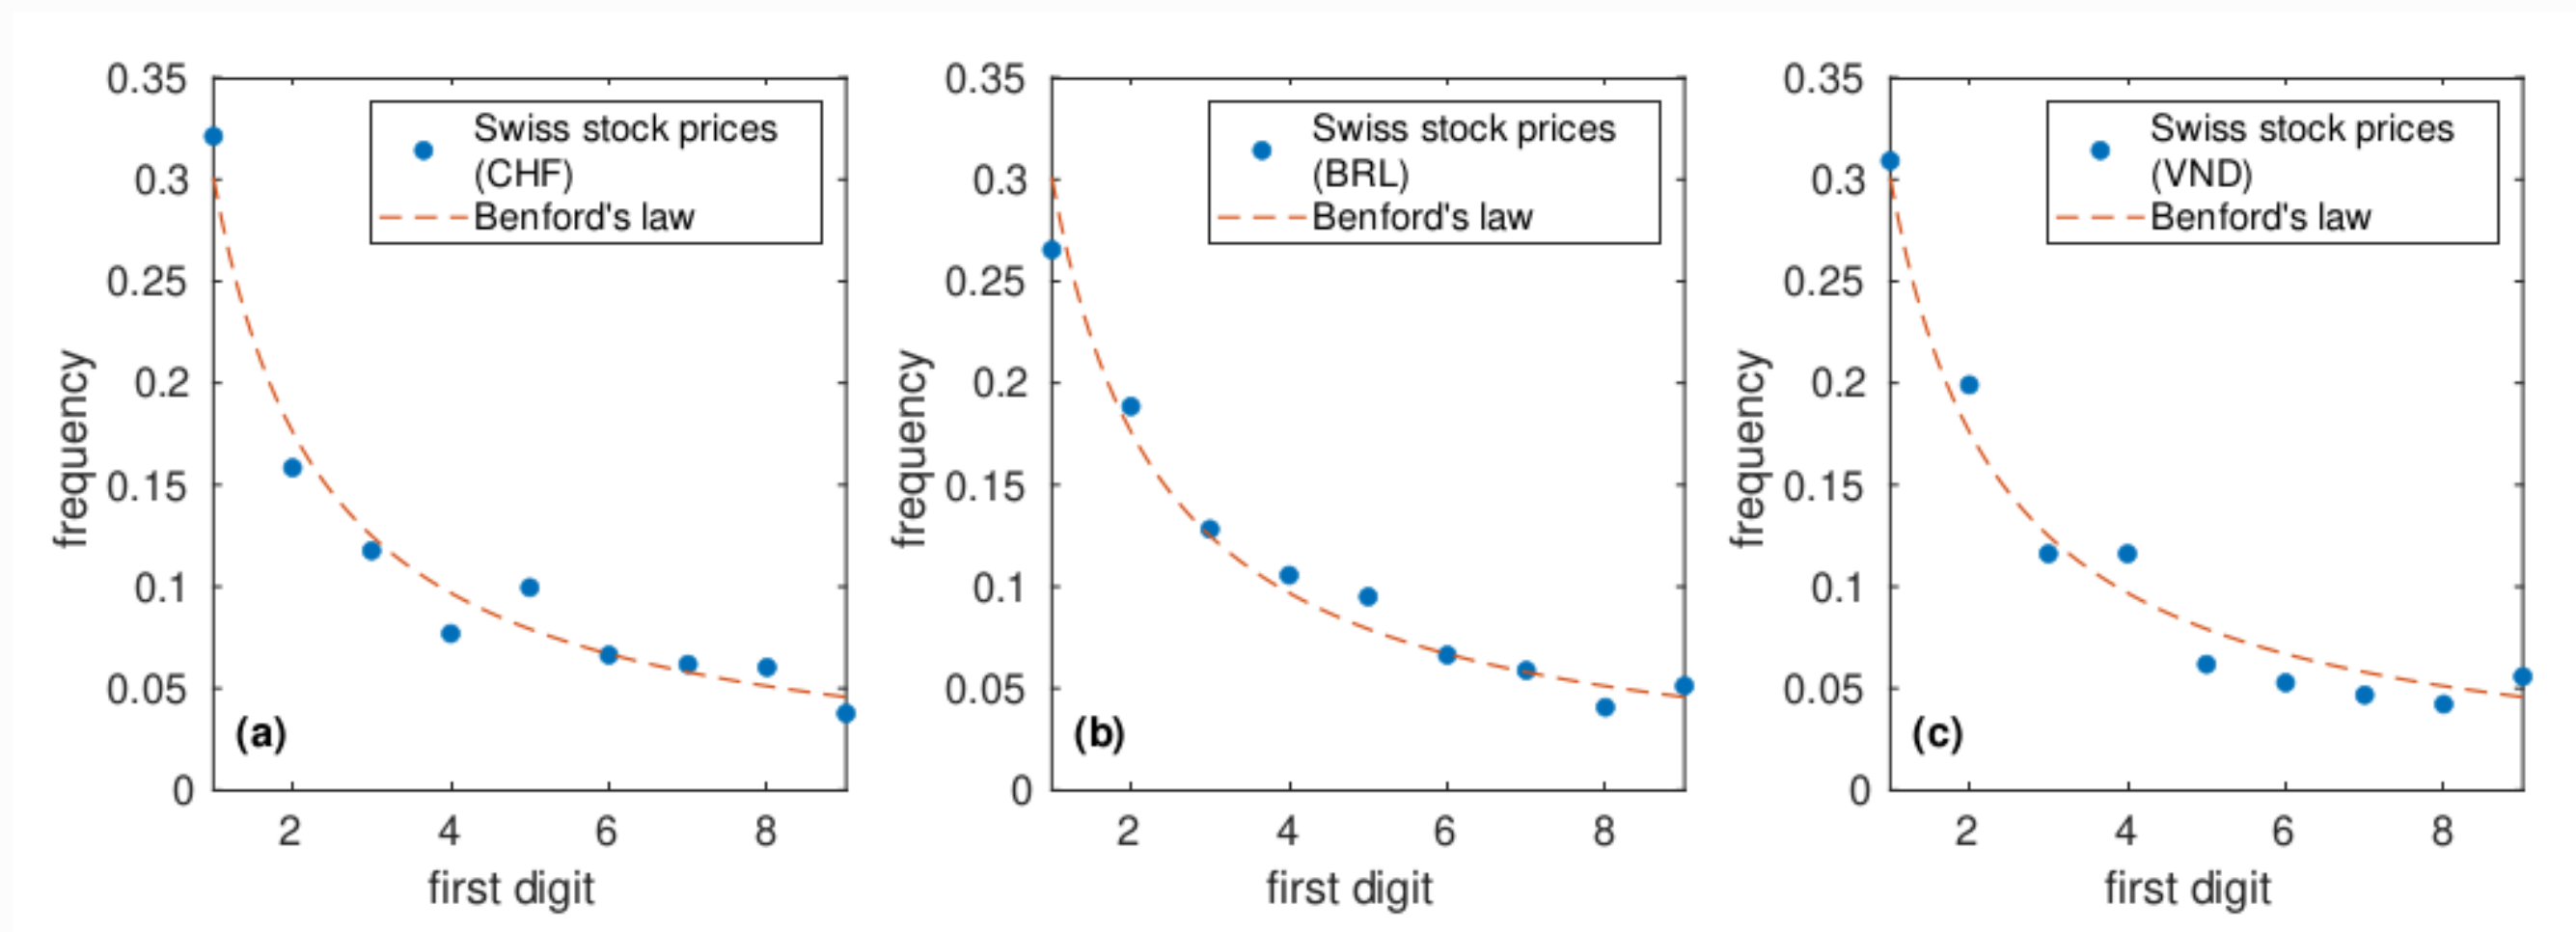 0.35
0.3
0.25
0.2
0.15
0.1
0.05
0
frequency
Swiss stock prices
(CHF)
Benford's law
(a)
2 4 6 8
first digit
0.35
0.3
0.25
0.2
0.15
0.1
0.05
0
frequency
Swiss stock prices
(BRL)
Benford's law
(b)
2 4 6 8
first digit
0.35
0.3
0.25
0.2
0.15
0.1
0.05
0
frequency
Swiss stock prices
(VND)
Benford's law
(c)
2 4 6 8
first digit